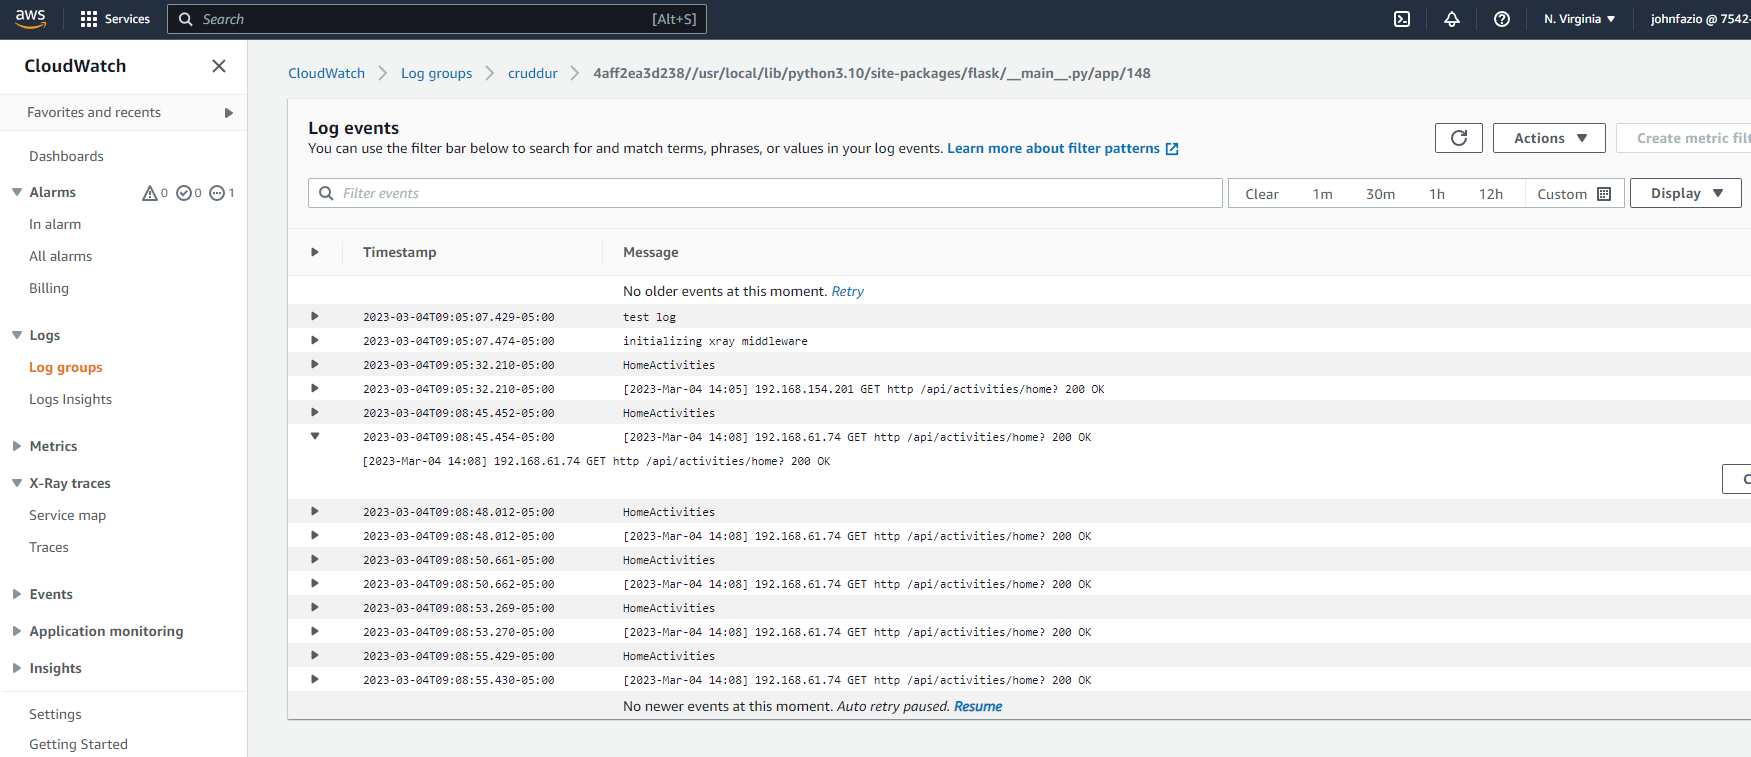 aws Services Search [Alt+S] N. Virginia johnfazio @ 7542-
CloudWatch
Favorites and recents
Dashboards
Alarms 0 0 1
In alarm
All alarms
Billing
Logs
Log groups
Logs Insights
Metrics
X-Ray traces
Service map
Traces
Events
Application monitoring
Insights
Settings
Getting Started
CloudWatch Log groups cruddur 4aff2ea3d238//usr/local/lib/python3.10/site-packages/flask/__main__.py/app/148
Log events
You can use the filter bar below to search for and match terms, phrases, or values in your log events. Learn more about filter patterns
Actions Create metric filt
Filter events Clear 1m 30m 1h 12h Custom Display
Timestamp Message
No older events at this moment. Retry
2023-03-04T09:05:07.429-05:00 test log
2023-03-04T09:05:07.474-05:00 initializing xray middleware
2023-03-04T09:05:32.210-05:00 HomeActivities
2023-03-04T09:05:32.210-05:00 [2023-Mar-04 14:05] 192.168.154.201 GET http /api/activities/home? 200 OK
2023-03-04T09:08:45.452-05:00 HomeActivities
2023-03-04T09:08:45.454-05:00 [2023-Mar-04 14:08] 192.168.61.74 GET http /api/activities/home? 200 OK
[2023-Mar-04 14:08] 192.168.61.74 GET http /api/activities/home? 200 OK
C
2023-03-04T09:08:48.012-05:00 HomeActivities
2023-03-04T09:08:48.012-05:00 [2023-Mar-04 14:08] 192.168.61.74 GET http /api/activities/home? 200 OK
2023-03-04T09:08:50.661-05:00 HomeActivities
2023-03-04T09:08:50.662-05:00 [2023-Mar-04 14:08] 192.168.61.74 GET http /api/activities/home? 200 OK
2023-03-04T09:08:53.269-05:00 HomeActivities
2023-03-04T09:08:53.270-05:00 [2023-Mar-04 14:08] 192.168.61.74 GET http /api/activities/home? 200 OK
2023-03-04T09:08:55.429-05:00 HomeActivities
2023-03-04T09:08:55.430-05:00 [2023-Mar-04 14:08] 192.168.61.74 GET http /api/activities/home? 200 OK
No newer events at this moment. Auto retry paused. Resume